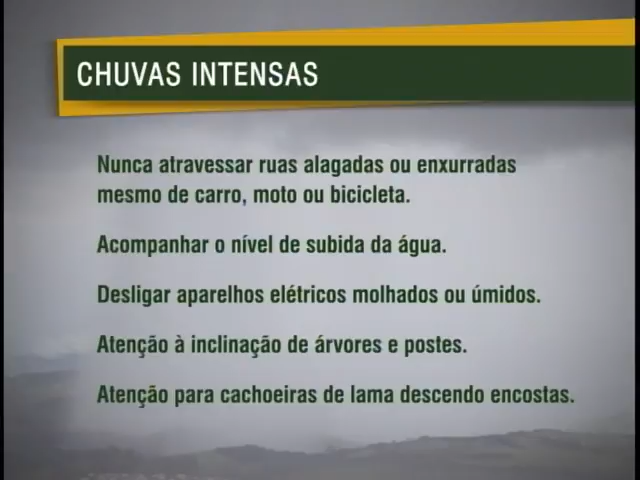 CHUVAS INTENSAS
Nunca atravessar ruas alagadas ou enxurradas
mesmo de carro, moto ou bicicleta.
Acompanhar o nível de subida da água.
Desligar aparelhos elétricos molhados ou úmidos.
Atenção à inclinação de árvores e postes.
Atenção para cachoeiras de lama descendo encostas.